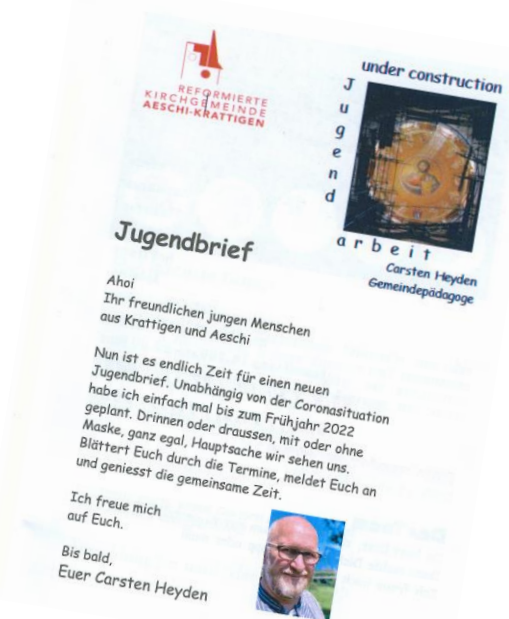 REFORMIERTE
KIRCHGEMEINDE
AESCHI-KRATTIGEN
under construction
Jugend
arbeit
Carsten Heyden
Gemeindepädagoge
Jugendbrief
Ahoi
Ihr freundlichen jungen Menschen
aus Krattigen und Aeschi
Nun ist es endlich Zeit für einen neuen
Jugendbrief. Unabhängig von der Coronasituation
habe ich einfach mal bis zum Frühjahr 2022
geplant. Drinnen oder draussen, mit oder ohne
Maske, ganz egal, Hauptsache wir sehen uns.
Blättert Euch durch die Termine, meldet Euch an
und geniesst die gemeinsame Zeit.
Ich freue mich
auf Euch.
Bis bald,
Euer Carsten Heyden